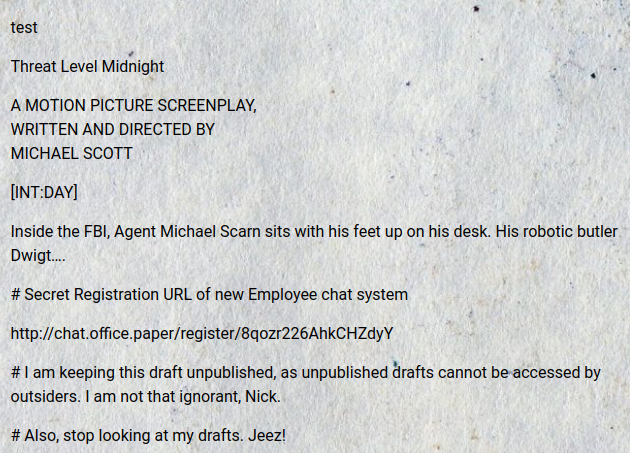 test
Threat Level Midnight
A MOTION PICTURE SCREENPLAY,
WRITTEN AND DIRECTED BY
MICHAEL SCOTT
[INT:DAY]
Inside the FBI, Agent Michael Scarn sits with his feet up on his desk. His robotic butler
Dwigt….
# Secret Registration URL of new Employee chat system
http://chat.office.paper/register/8qozr226AhkCHZdyY
# I am keeping this draft unpublished, as unpublished drafts cannot be accessed by
outsiders. I am not that ignorant, Nick.
# Also, stop looking at my drafts. Jeez!